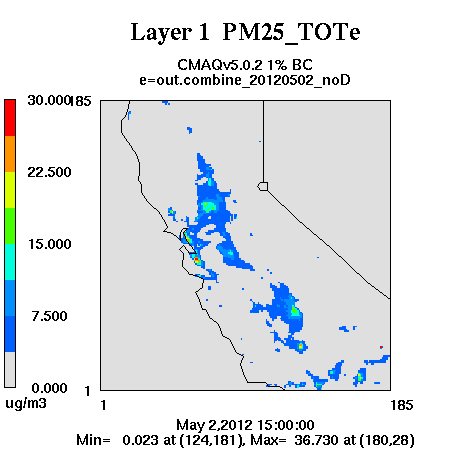 Layer 1 PM25_TOTe
CMAQv5.0.2 1% BC
e=out.combine_20120502_noD
30.000
22.500
15.000
7.500
0.000
ug/m3
185
1
1
185
May 2,2012 15:00:00
Min= 0.023 at (124,181), Max= 36.730 at (180,28)